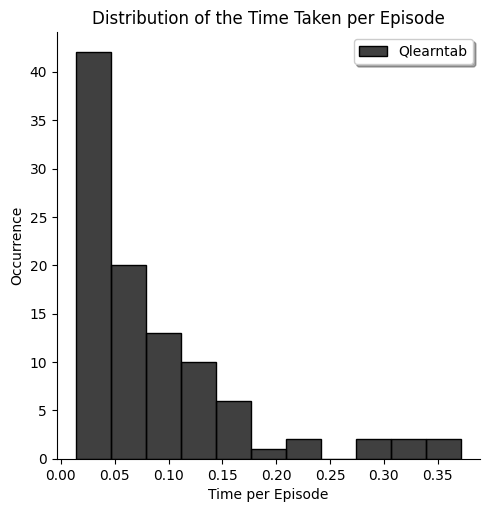 Distribution of the Time Taken per Episode
Qlearntab
40
35
30
25
20
15
10
5
0
Occurrence
0.00 0.05 0.10 0.15 0.20 0.25 0.30 0.35
Time per Episode